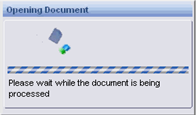 Opening Document
Please wait while the document is being
processed